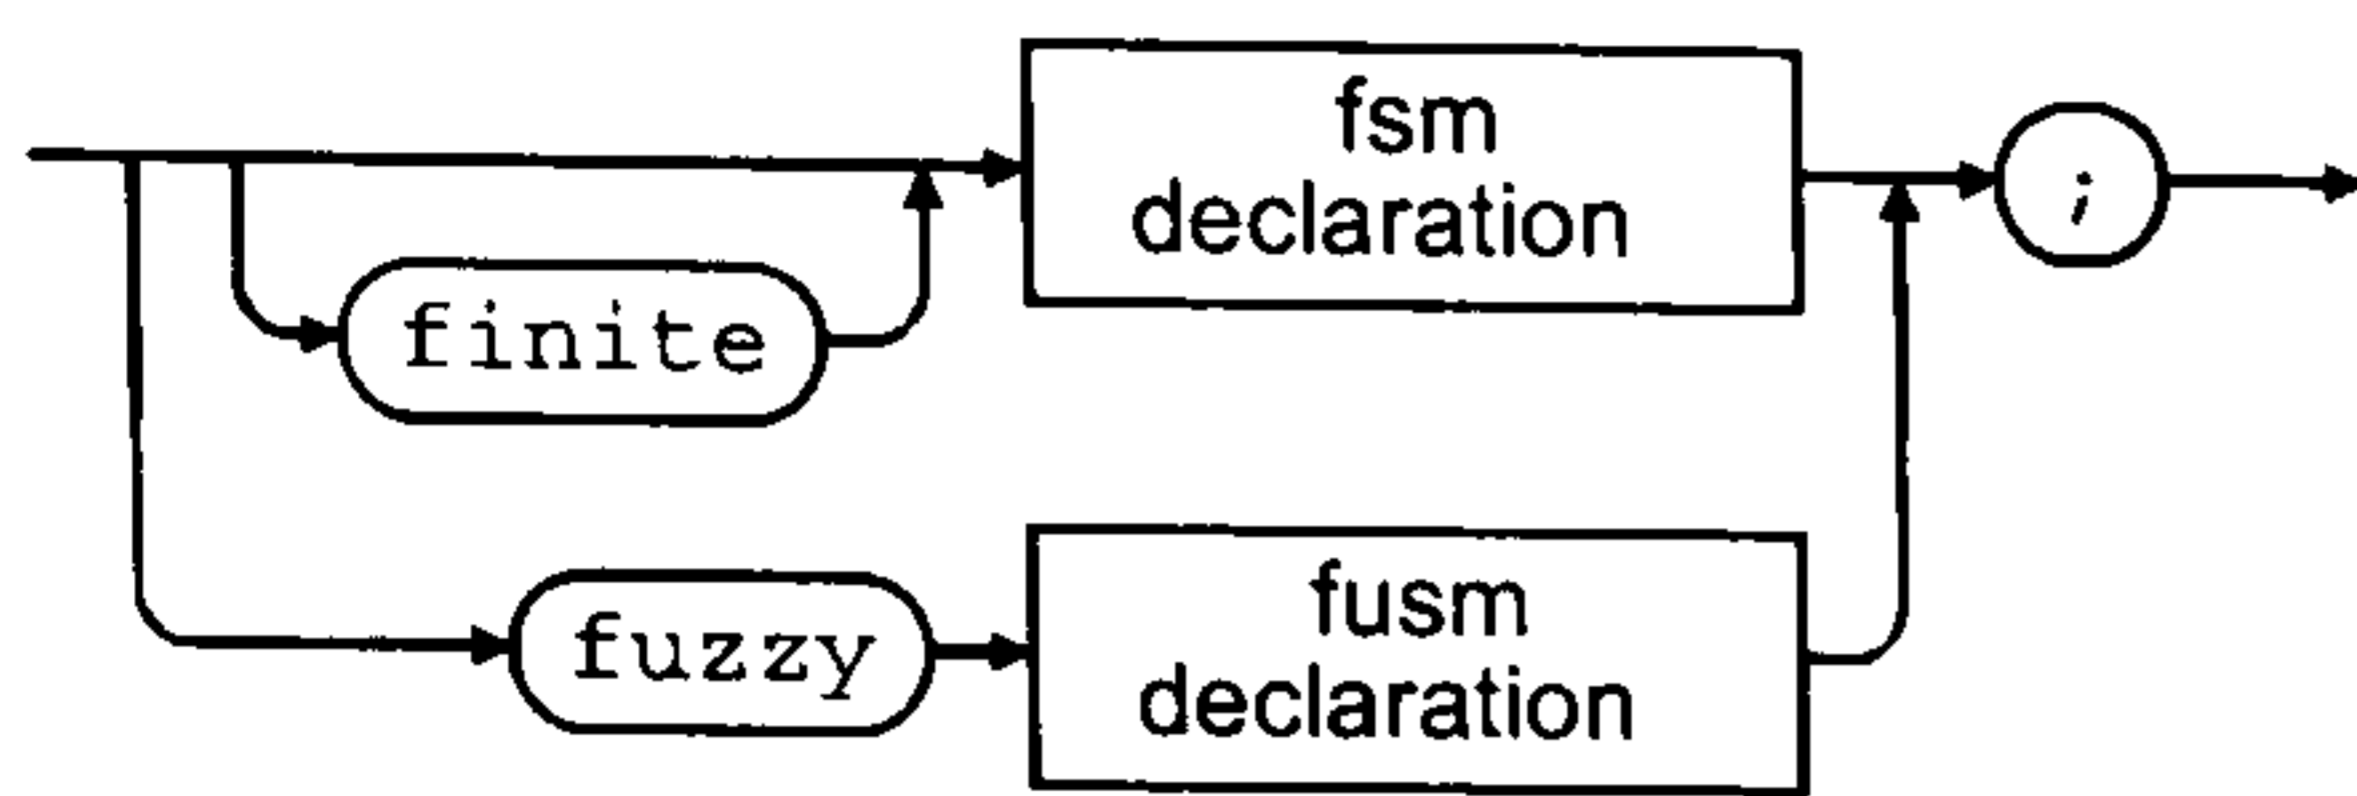 fsm
declaration
;
finite
fuzzy
fusm
declaration